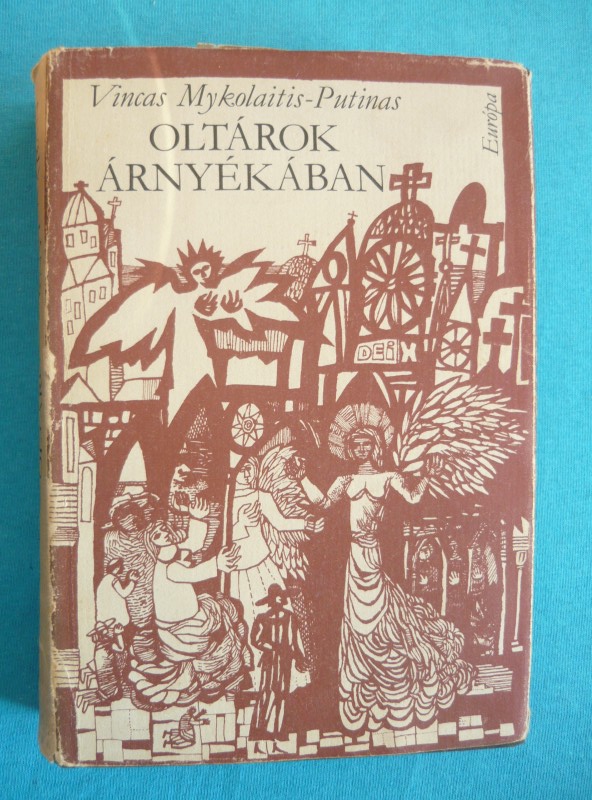 Vincas Mykolaitis-Putinas
OLTÁROK
ÁRNYÉKÁBAN
Európa